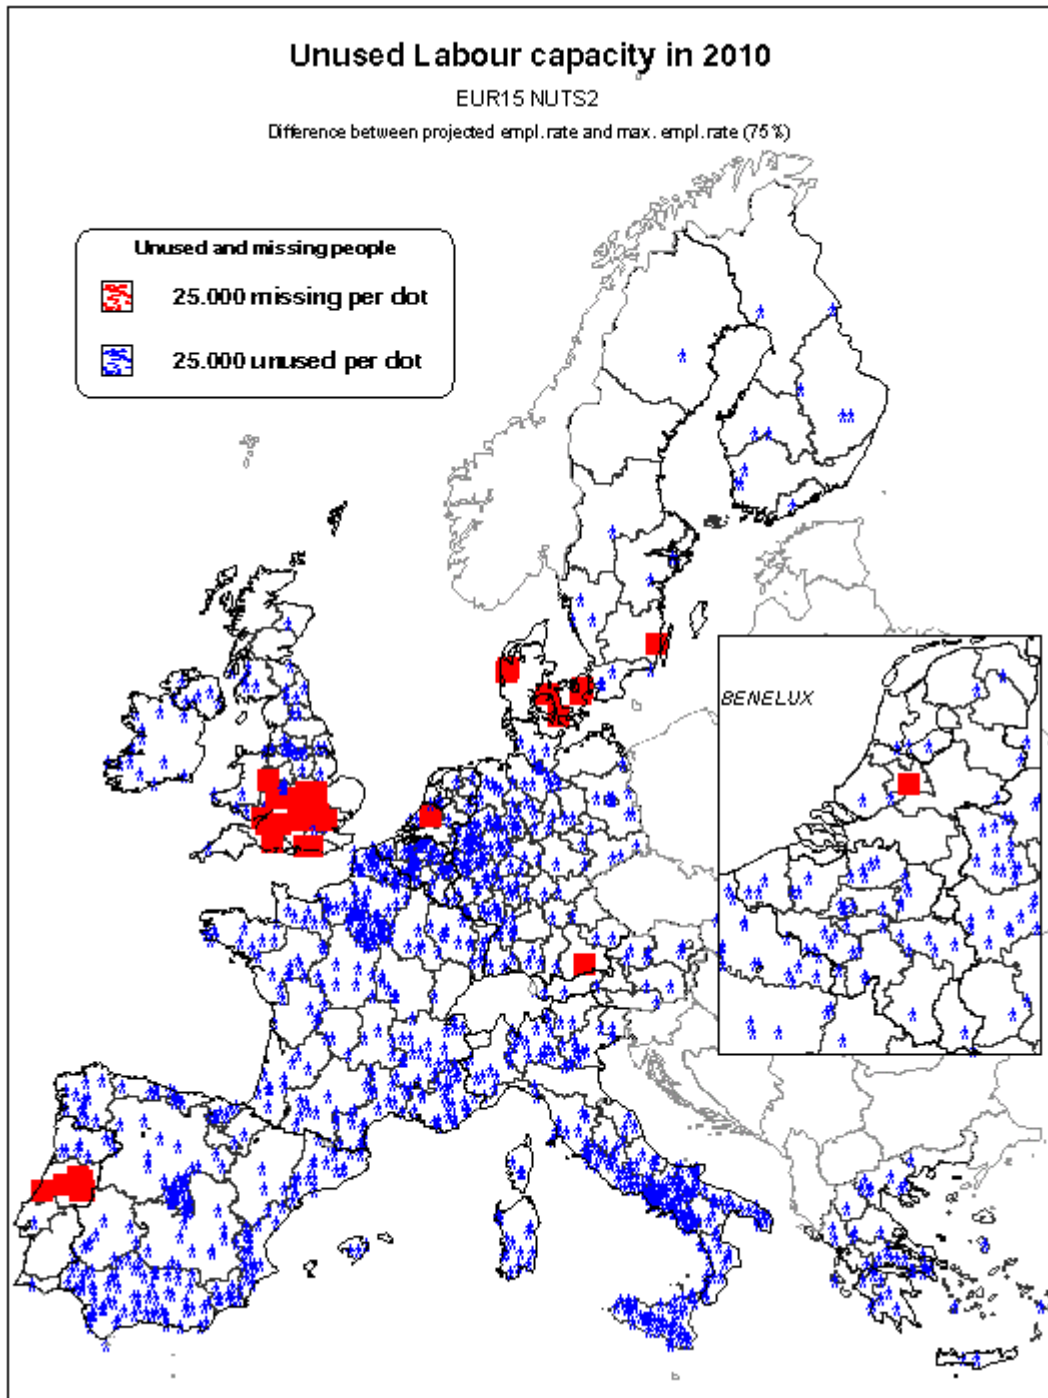 Unused Labour capacity in 2010
EUR15 NUTS2
Difference between projected empl.rate and max. empl.rate (75%)
Unused and missing people
25.000 missing per dot
25.000 unused per dot
BENELUX